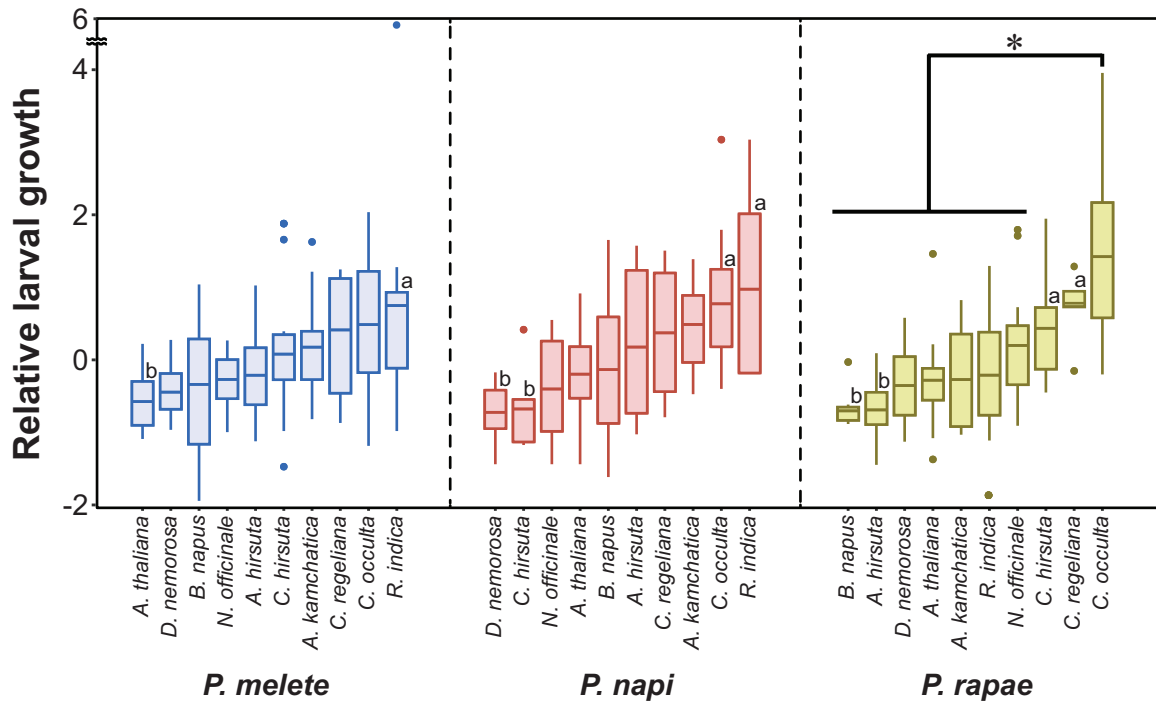 Relative larval growth
6
4
2
0
-2
b
a
b
b
a
a
*
b
b
a
a
A. thaliana
D. nemorosa
B. napus
N. officinale
A. hirsuta
C. hirsuta
A. kamchatica
C. regeliana
C. occulta
R. indica
D. nemorosa
C. hirsuta
N. officinale
A. thaliana
B. napus
A. hirsuta
C. regeliana
A. kamchatica
C. occulta
R. indica
B. napus
A. hirsuta
D. nemorosa
A. thaliana
A. kamchatica
R. indica
N. officinale
C. hirsuta
C. regeliana
C. occulta
P. melete
P. napi
P. rapae